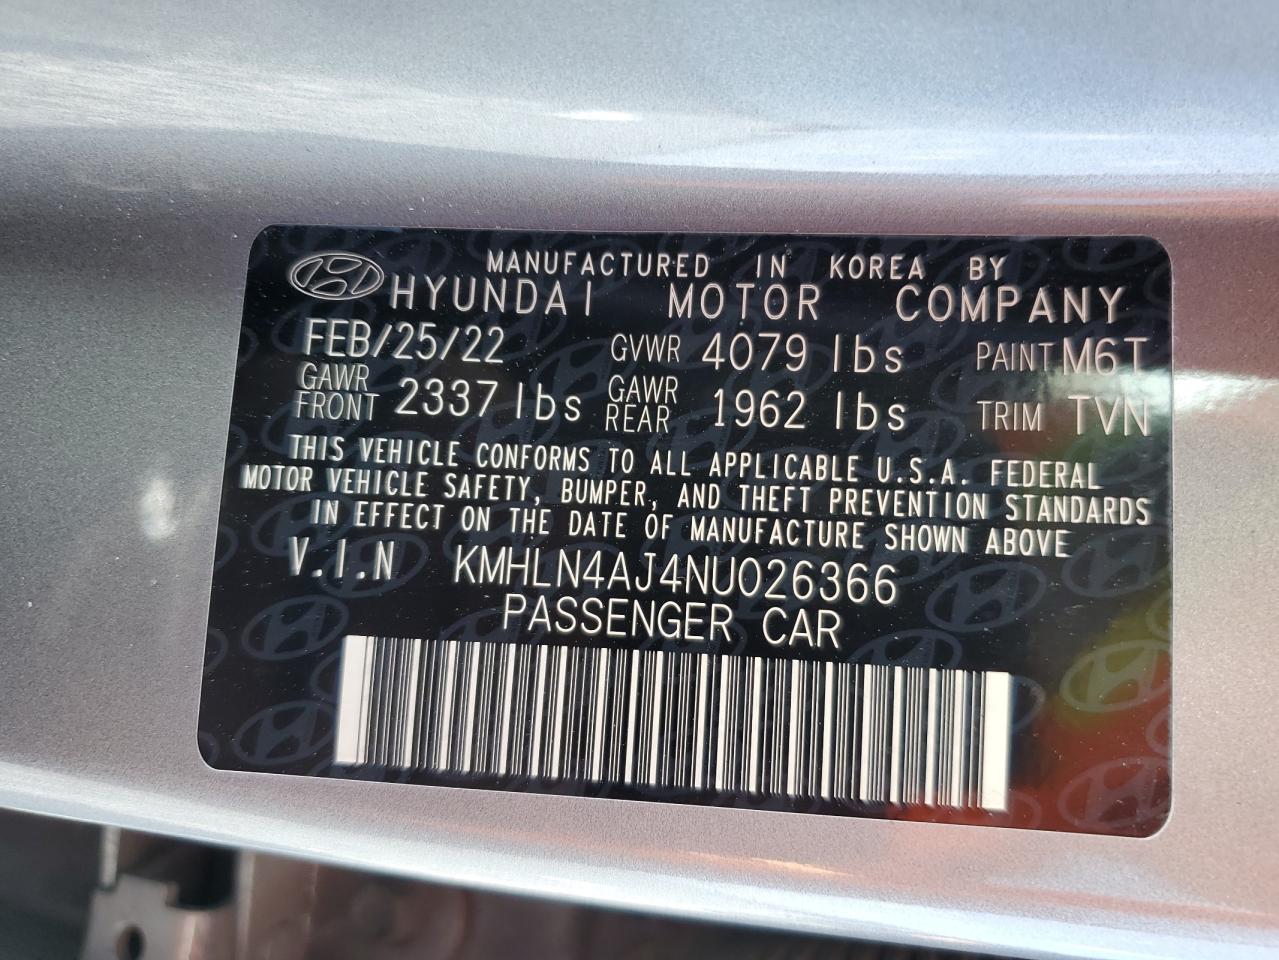 MANUFACTURED IN KOREA BY
HYUNDAI MOTOR COMPANY
FEB/25/22 GVWR 4079 lbs PAINT M6T
GAWR FRONT 2337 lbs GAWR REAR 1962 lbs TRIM TVN
THIS VEHICLE CONFORMS TO ALL APPLICABLE U.S.A. FEDERAL
MOTOR VEHICLE SAFETY, BUMPER, AND THEFT PREVENTION STANDARDS
IN EFFECT ON THE DATE OF MANUFACTURE SHOWN ABOVE
V.I.N KMHLN4AJ4NU026366
PASSENGER CAR